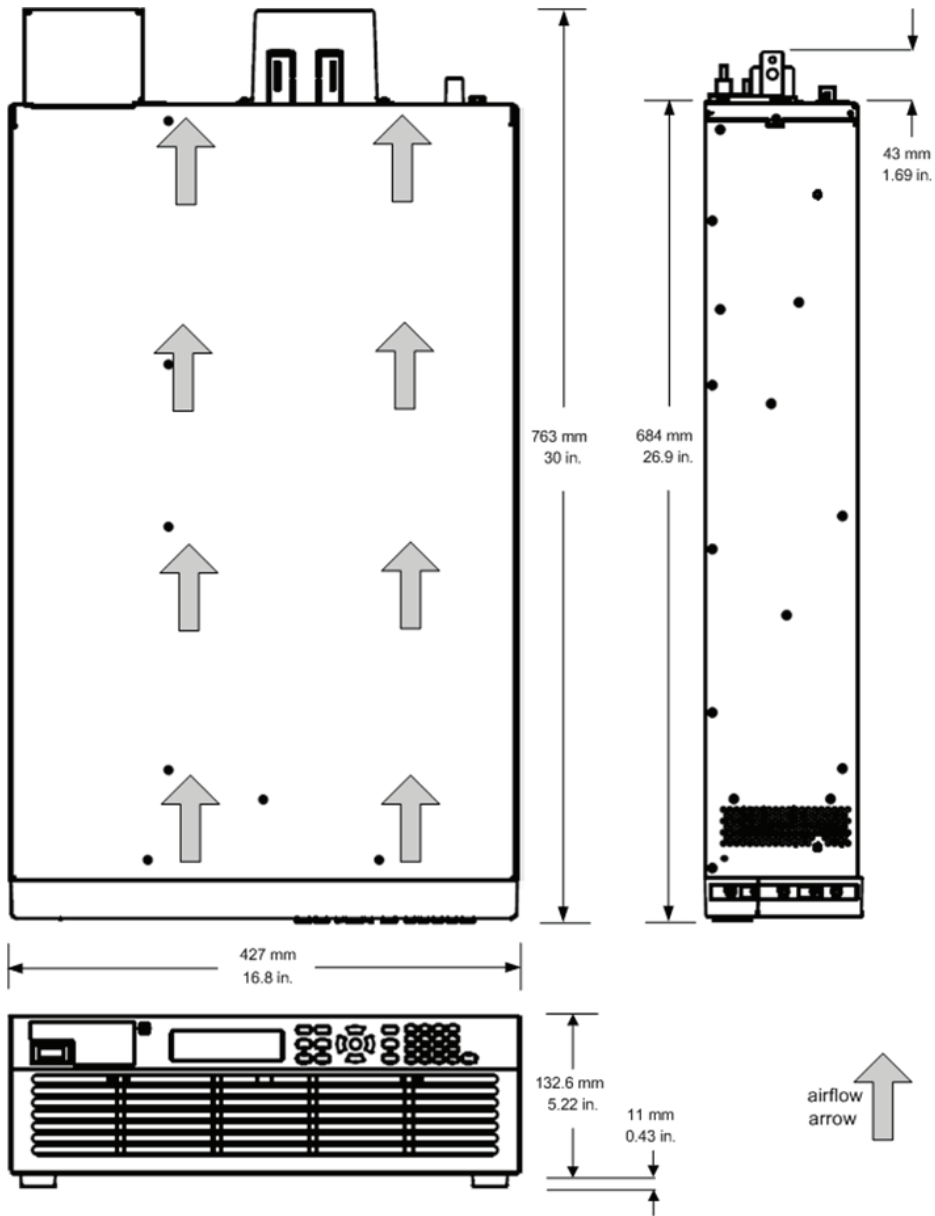 43 mm
1.69 in.
763 mm
30 in.
684 mm
26.9 in.
427 mm
16.8 in.
132.6 mm
5.22 in.
11 mm
0.43 in.
airflow
arrow